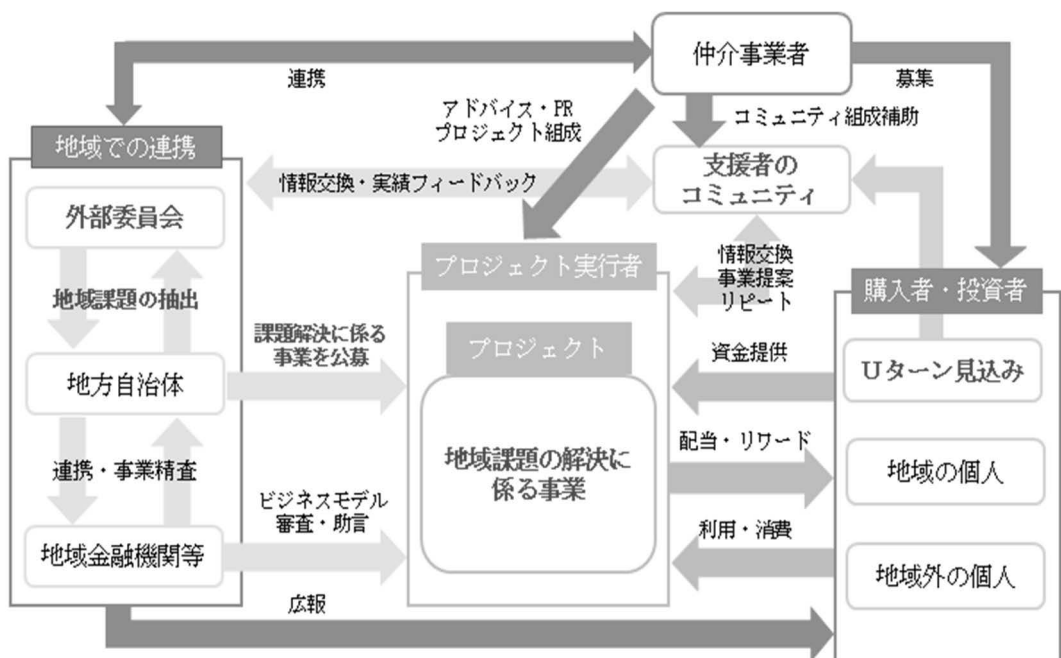 仲介事業者
連携
募集
アドバイス・PR
プロジェクト組成
コミュニティ組成補助
地域での連携
支援者の
コミュニティ
情報交換・実績フィードバック
外部委員会
地域課題の抽出
地方自治体
連携・事業精査
地域金融機関等
課題解決に係る
事業を公募
ビジネスモデル
審査・助言
プロジェクト実行者
プロジェクト
地域課題の解決に
係る事業
情報交換
事業提案
リピート
資金提供
配当・リワード
利用・消費
購入者・投資者
Uターン見込み
地域の個人
地域外の個人
広報